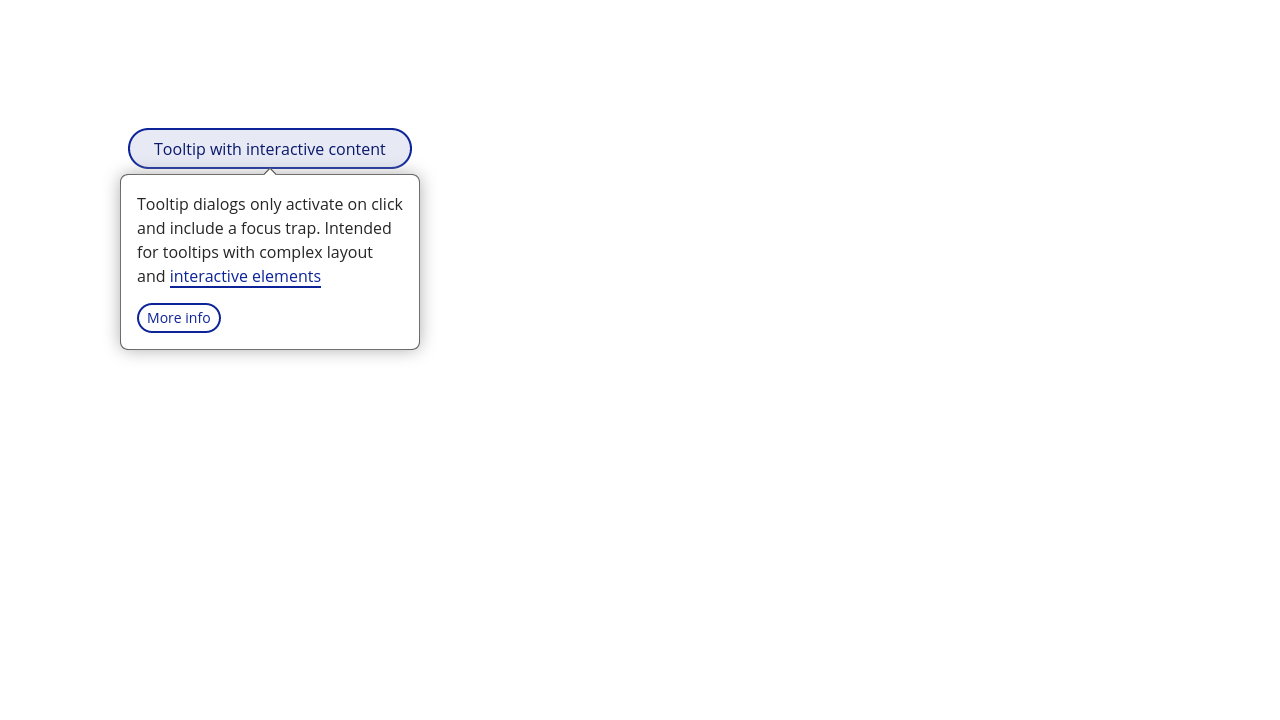 Tooltip with interactive content
Tooltip dialogs only activate on click
and include a focus trap. Intended
for tooltips with complex layout
and interactive elements
More info